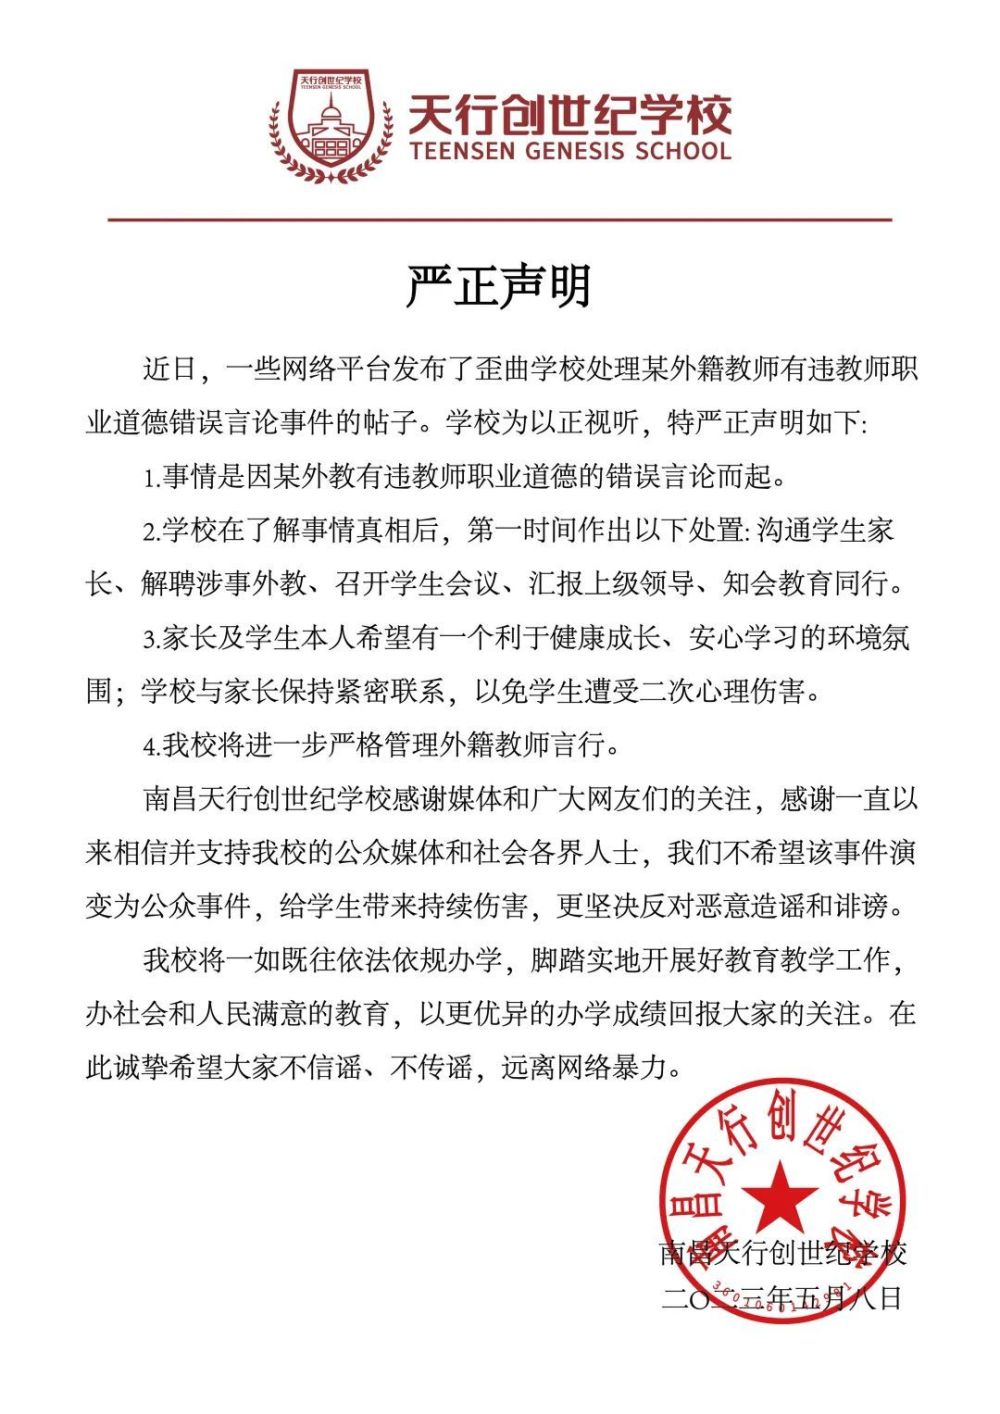 天行创世纪学校
TEENSEN GENESIS SCHOOL
天行创世纪学校
TEENSEN GENESIS SCHOOL
严正声明
近日，一些网络平台发布了歪曲学校处理某外籍教师有违教师职
业道德错误言论事件的帖子。学校为以正视听，特严正声明如下:
1.事情是因某外教有违教师职业道德的错误言论而起。
2.学校在了解事情真相后，第一时间作出以下处置: 沟通学生家
长、解聘涉事外教、召开学生会议、汇报上级领导、知会教育同行。
3.家长及学生本人希望有一个利于健康成长、安心学习的环境氛
围；学校与家长保持紧密联系，以免学生遭受二次心理伤害。
4.我校将进一步严格管理外籍教师言行。
南昌天行创世纪学校感谢媒体和广大网友们的关注，感谢一直以
来相信并支持我校的公众媒体和社会各界人士，我们不希望该事件演
变为公众事件，给学生带来持续伤害，更坚决反对恶意造谣和诽谤。
我校将一如既往依法依规办学，脚踏实地开展好教育教学工作，
办社会和人民满意的教育，以更优异的办学成绩回报大家的关注。在
此诚挚希望大家不信谣、不传谣，远离网络暴力。
南昌天行创世纪学校
南昌天行创世纪学校
二〇二三年五月八日